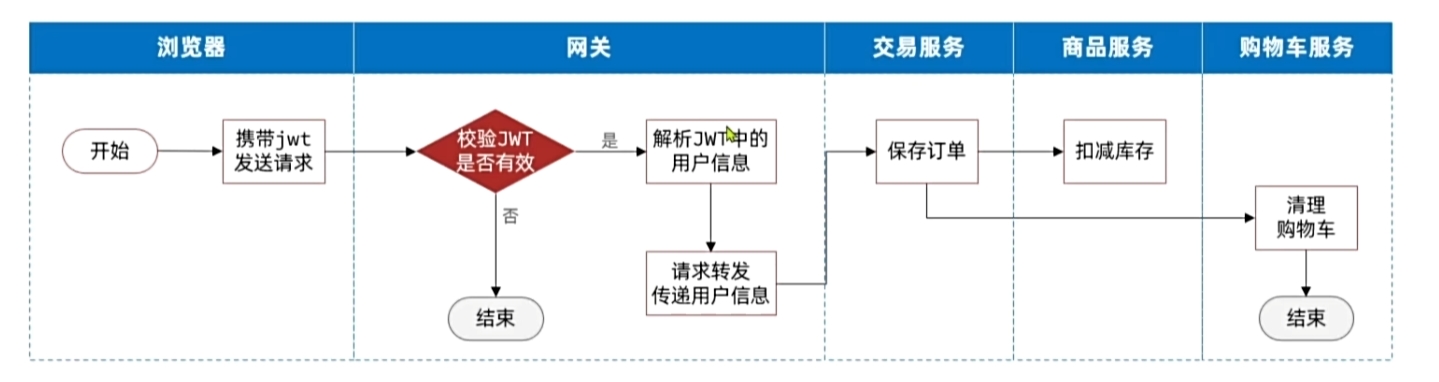 浏览器
网关
交易服务
商品服务
购物车服务
开始
携带jwt
发送请求
校验JWT
是否有效
是
否
结束
解析JWT中的
用户信息
请求转发
传递用户信息
保存订单
扣减库存
清理
购物车
结束